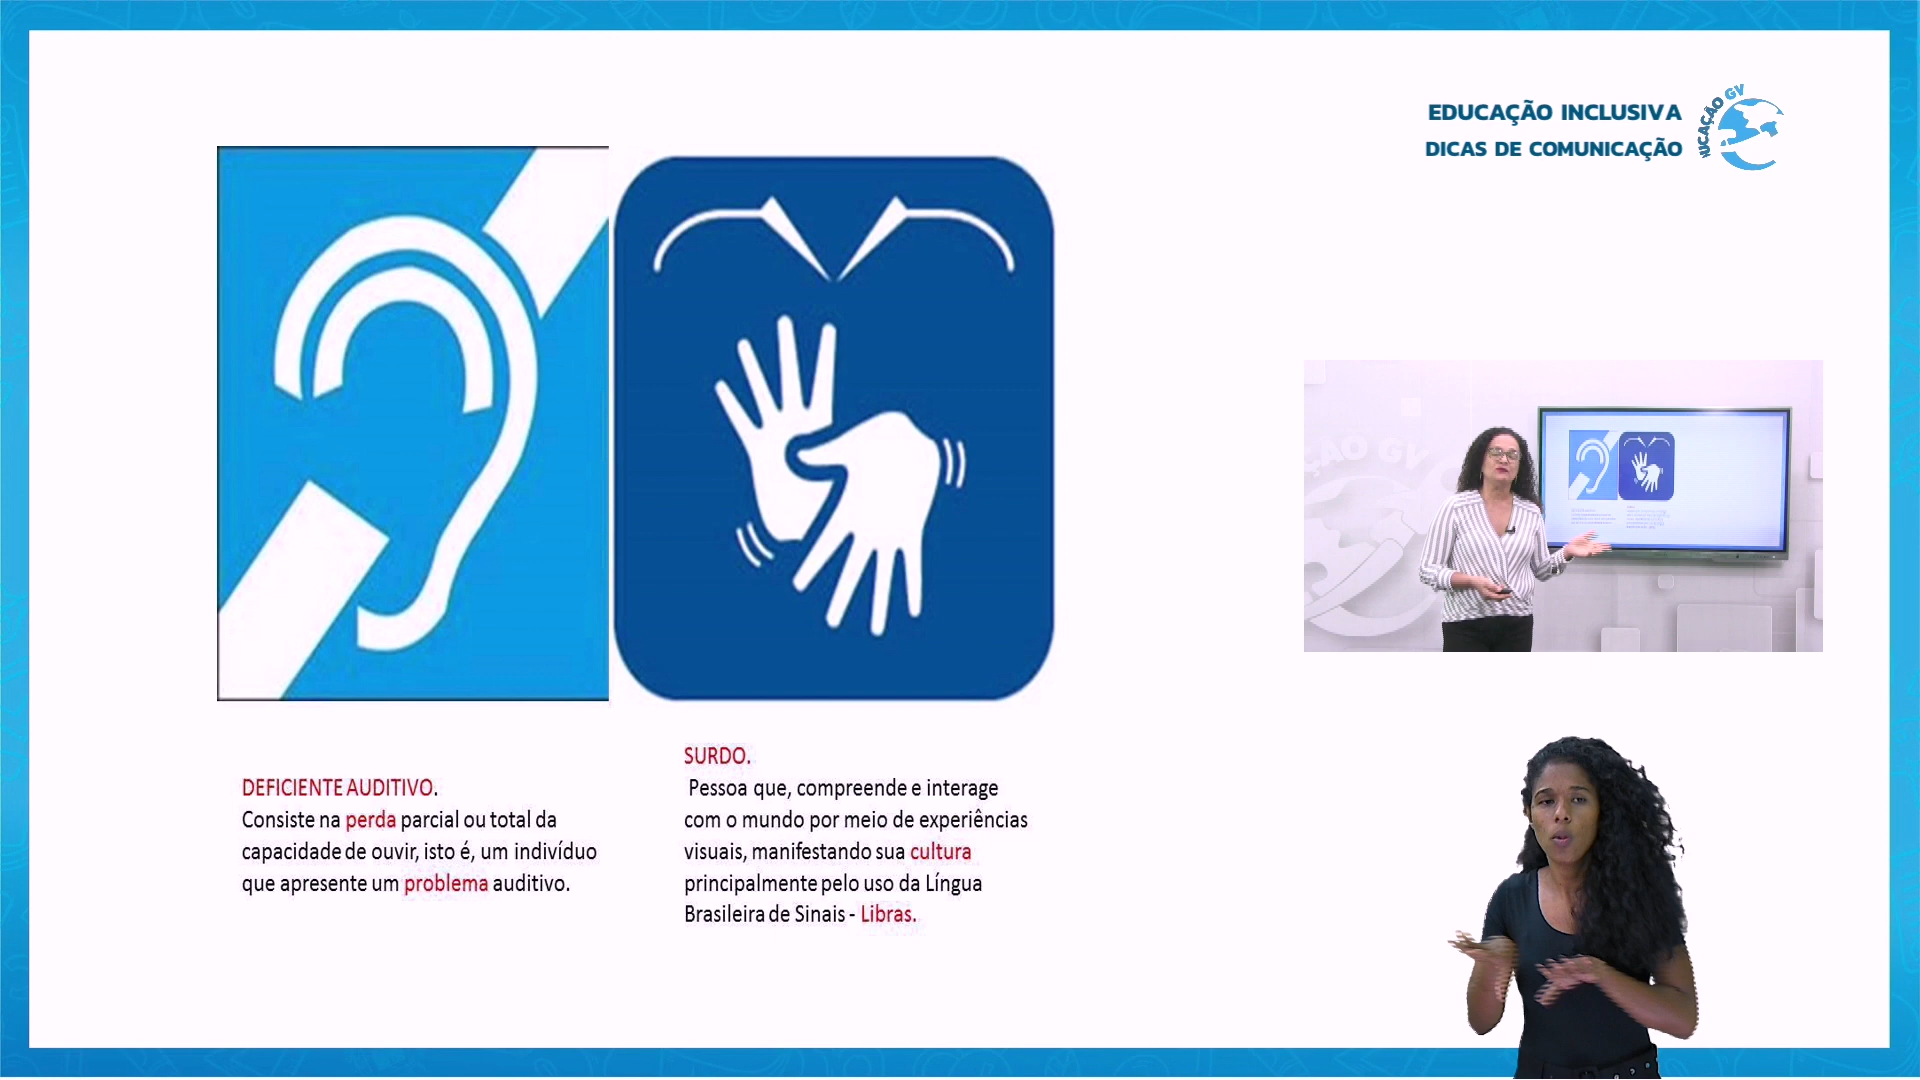 EDUCAÇÃO INCLUSIVA
DICAS DE COMUNICAÇÃO
GV
DEFICIENTE AUDITIVO.
Consiste na perda parcial ou total da
capacidade de ouvir, isto é, um indivíduo
que apresente um problema auditivo.
SURDO.
Pessoa que, compreende e interage
com o mundo por meio de experiências
visuais, manifestando sua cultura
principalmente pelo uso da Língua
Brasileira de Sinais - Libras.
ÇÃO GV